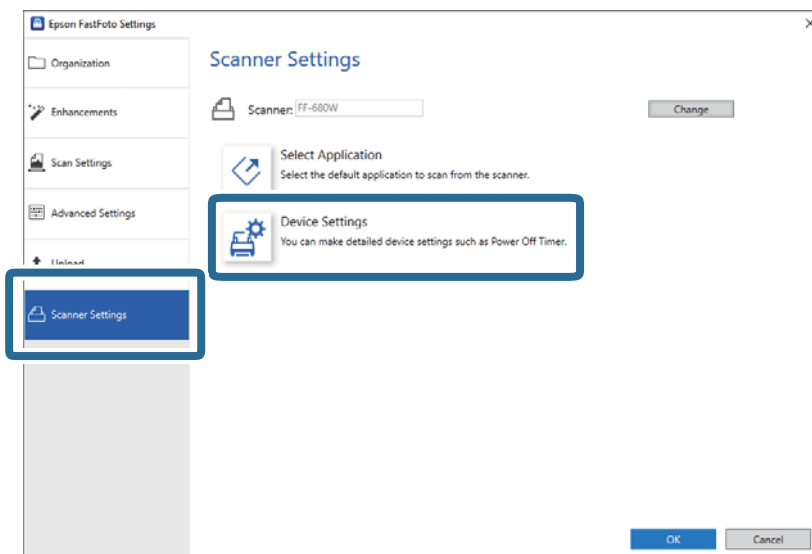 Epson FastFoto Settings
Organization
Enhancements
Scan Settings
Advanced Settings
Upload
Scanner Settings
Scanner Settings
Scanner: FF-680W
Change
Select Application
Select the default application to scan from the scanner.
Device Settings
You can make detailed device settings such as Power Off Timer.
OK
Cancel